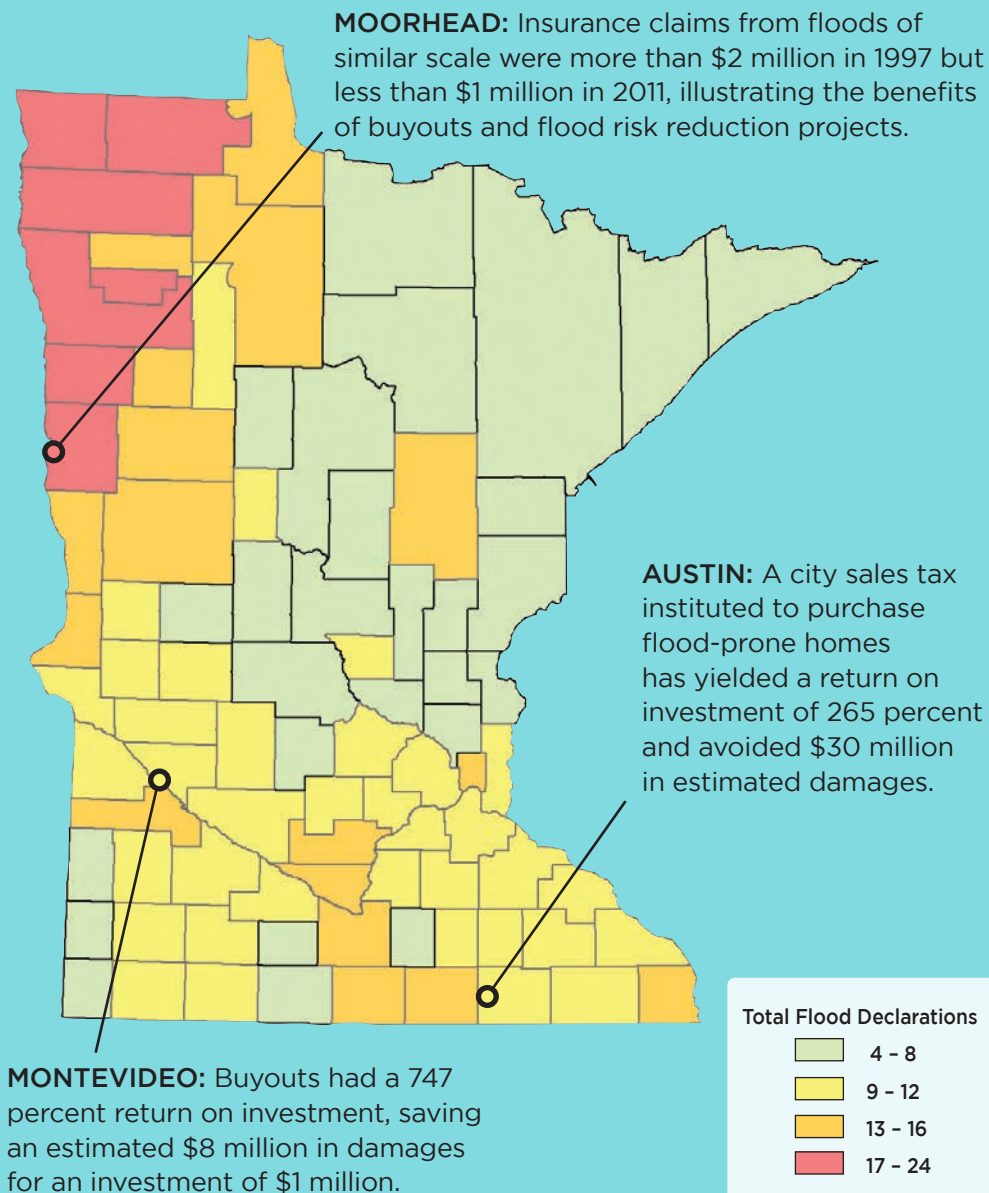 MOORHEAD: Insurance claims from floods of
similar scale were more than $2 million in 1997 but
less than $1 million in 2011, illustrating the benefits
of buyouts and flood risk reduction projects.
AUSTIN: A city sales tax
instituted to purchase
flood-prone homes
has yielded a return on
investment of 265 percent
and avoided $30 million
in estimated damages.
MONTEVIDEO: Buyouts had a 747
percent return on investment, saving
an estimated $8 million in damages
for an investment of $1 million.
Total Flood Declarations
4 – 8
9 – 12
13 – 16
17 – 24